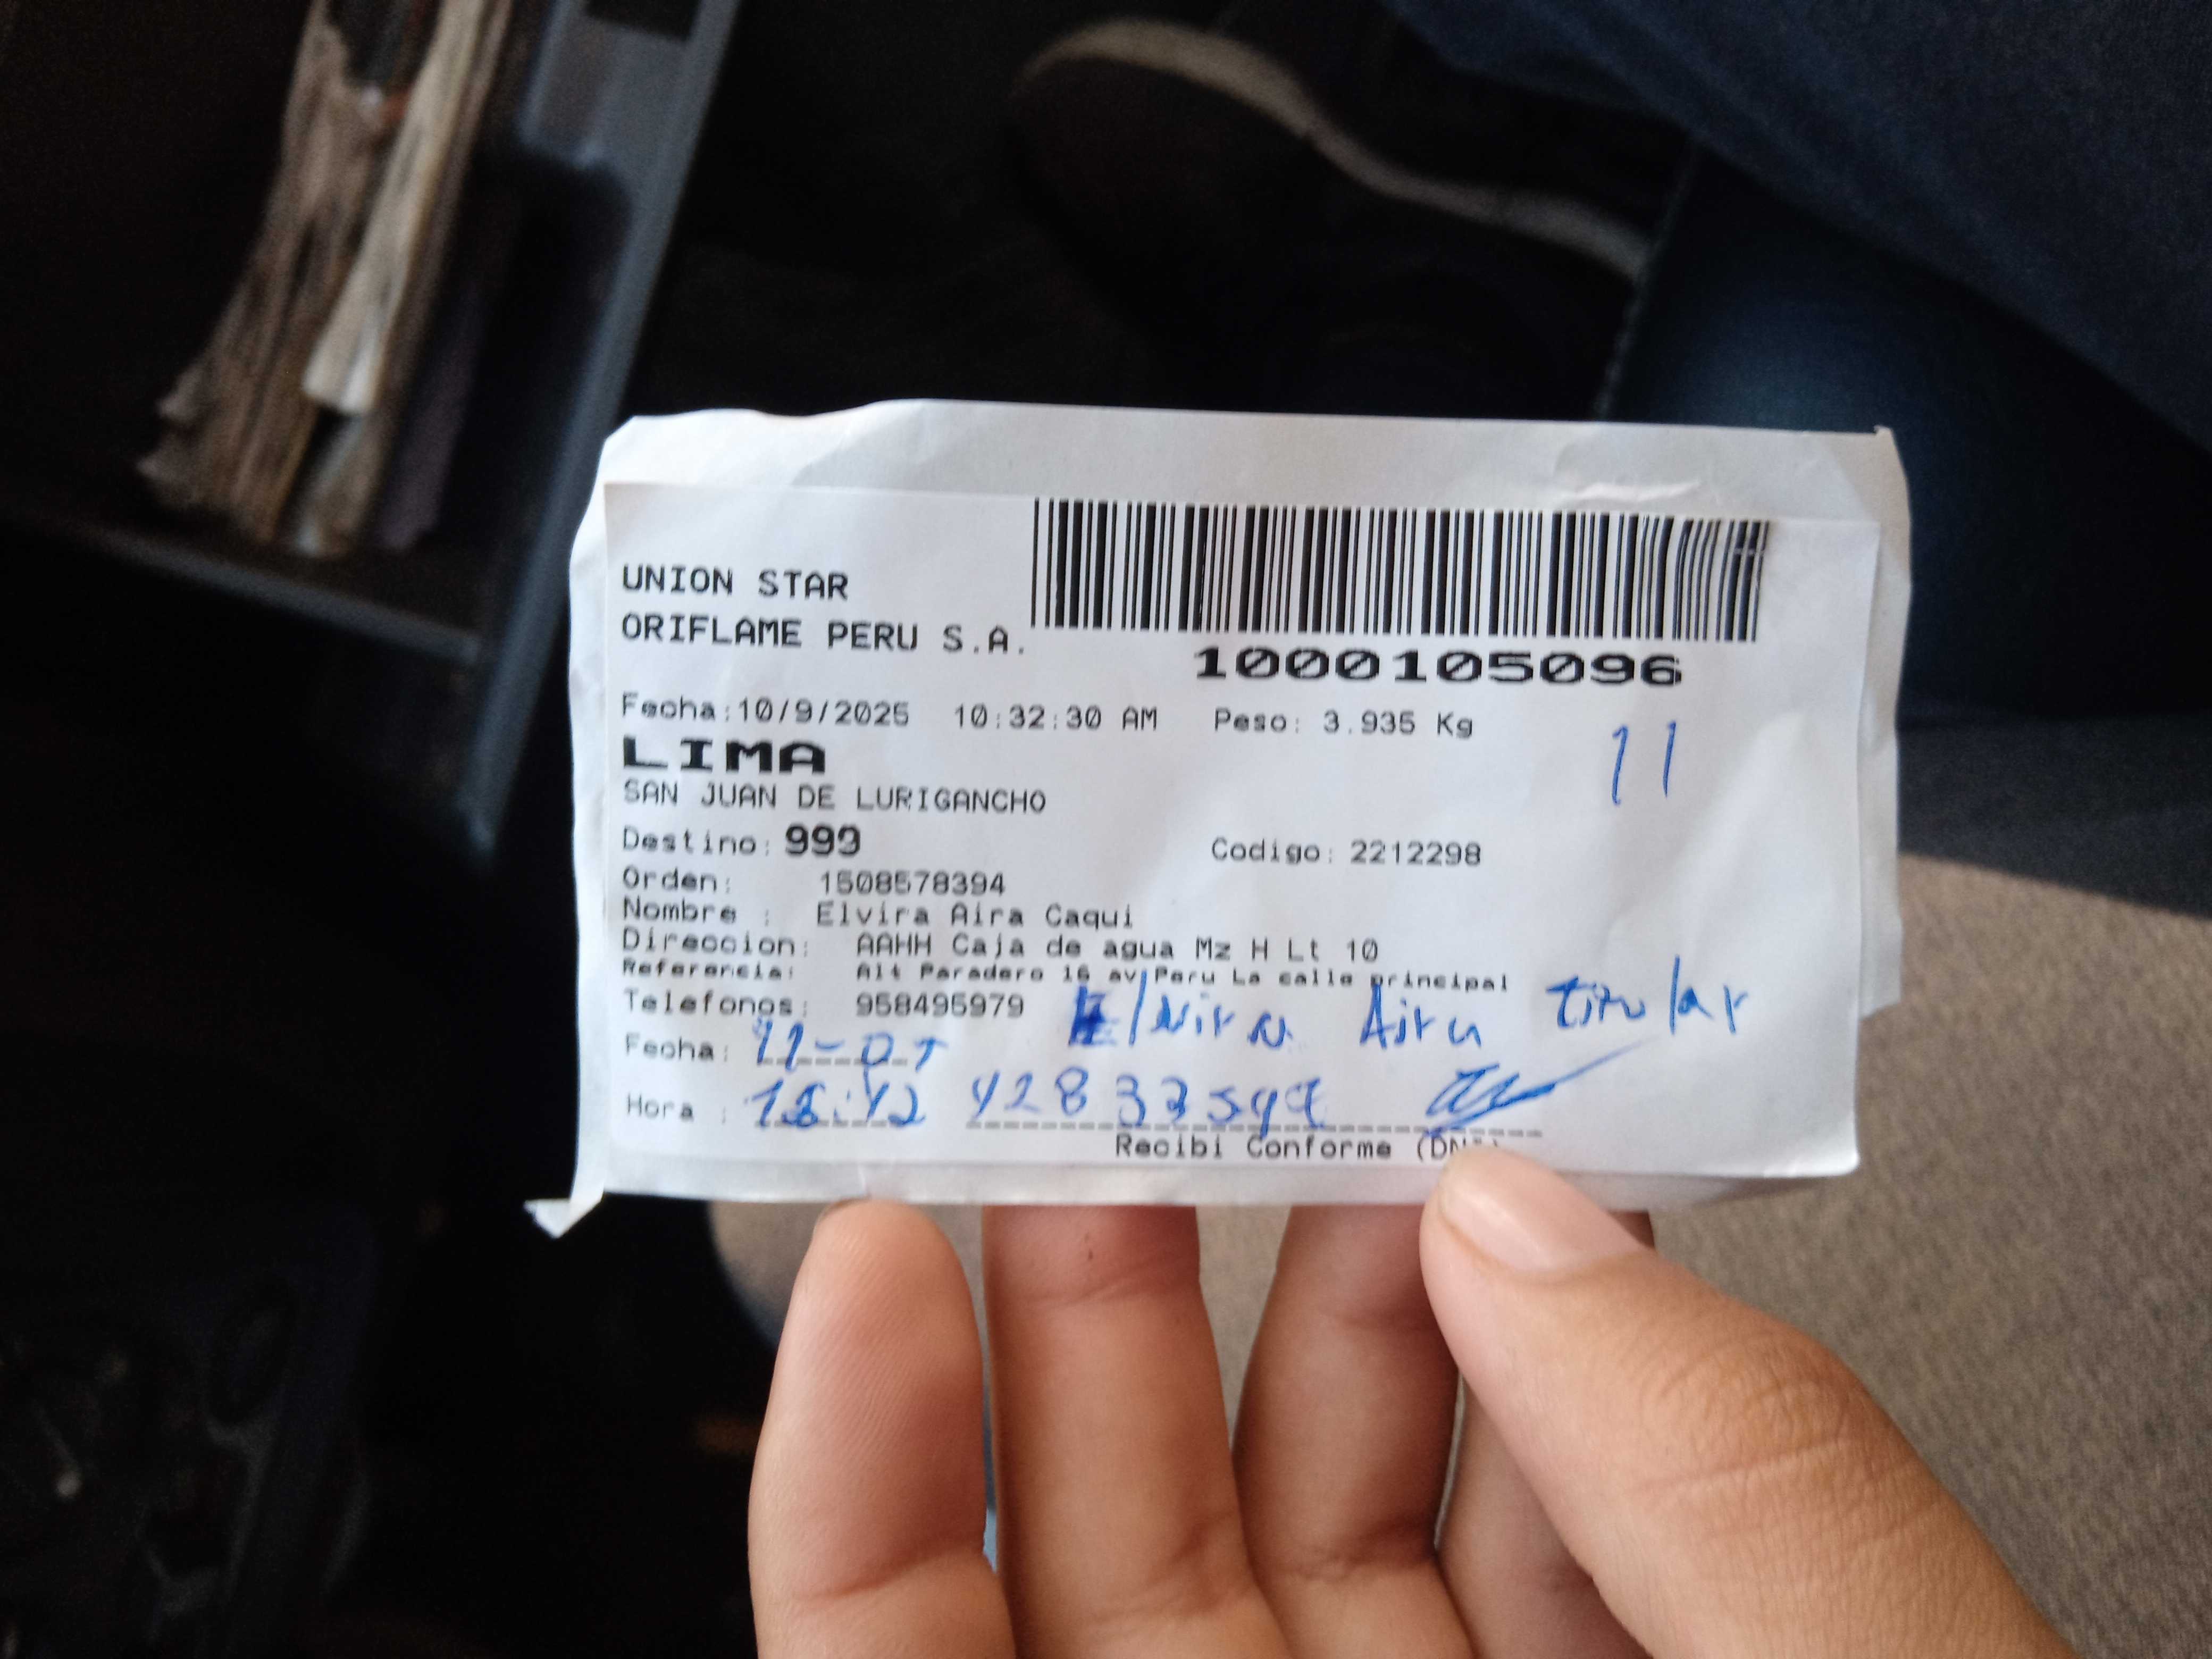 UNION STAR
ORIFLAME PERU S.A.
1000105096
Fecha:10/9/2025 10:32:30 AM Peso: 3.935 Kg
11
LIMA
SAN JUAN DE LURIGANCHO
Destino: 999 Codigo: 2212298
Orden: 1508578394
Nombre : Elvira Aira Caqui
Direccion: AAHH Caja de agua Mz H Lt 10
Referencia: Alt Paradero 16 av Peru La calle principal
Telefonos: 958495979 Elvira Aira titular
Fecha:
Hora :
Recibi Conforme